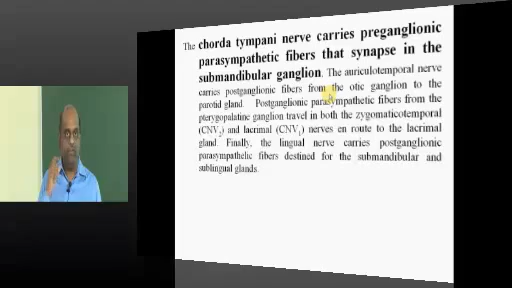 The chorda tympani nerve carries preganglionic
parasympathetic fibers that synapse in the
submandibular ganglion. The auriculotemporal nerve
carries postganglionic fibers from the otic ganglion to the
parotid gland. Postganglionic parasympathetic fibers from the
pterygopalatine ganglion travel in both the zygomaticotemporal
(CNV2) and lacrimal (CNV1) nerves en route to the lacrimal
gland. Finally, the lingual nerve carries postganglionic
parasympathetic fibers destined for the submandibular and
sublingual glands.